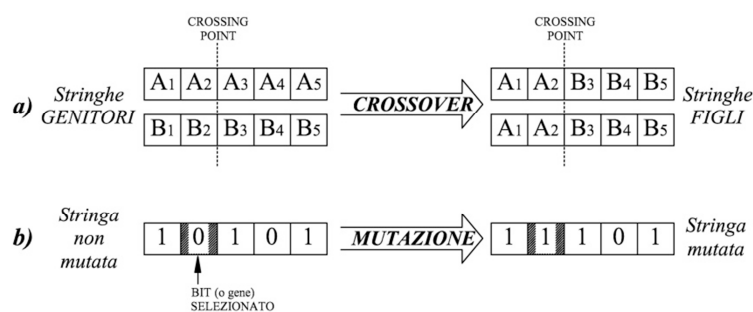 CROSSING
POINT
CROSSING
POINT
a)
Stringhe
GENITORI
A1 A2 A3 A4 A5
B1 B2 B3 B4 B5
CROSSOVER
A1 A2 B3 B4 B5
A1 A2 B3 B4 B5
Stringhe
FIGLI
b)
Stringa
non
mutata
1 0 1 0 1
BIT (o gene)
SELEZIONATO
MUTAZIONE
1 1 1 0 1
Stringa
mutata